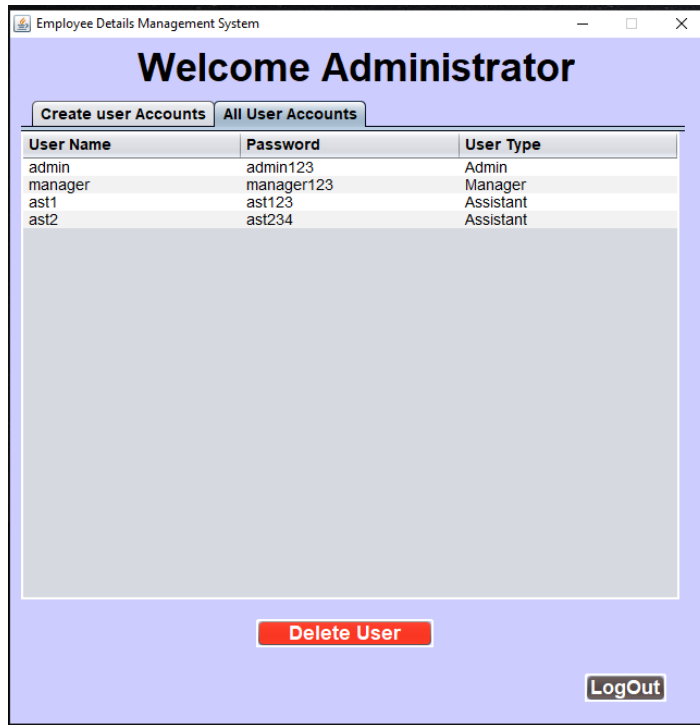 Employee Details Management System
Welcome Administrator
Create user Accounts All User Accounts
User Name Password User Type
admin admin123 Admin
manager manager123 Manager
ast1 ast123 Assistant
ast2 ast234 Assistant
Delete User
LogOut